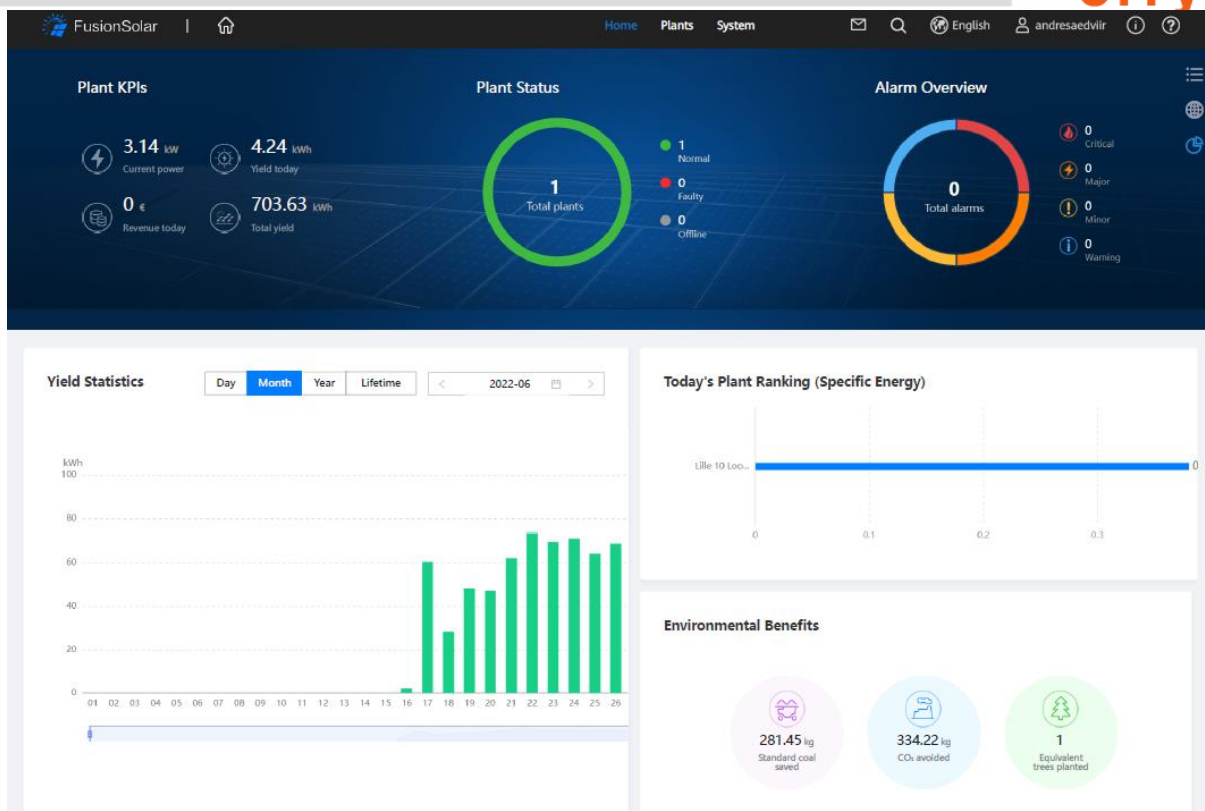 FusionSolar
Home Plants System
English andresaedviir
Plant KPIs
3.14 kW
Current power
4.24 kWh
Yield today
0 €
Revenue today
703.63 kWh
Total yield
Plant Status
1
Total plants
1
Normal
0
Faulty
0
Offline
Alarm Overview
0
Total alarms
0
Critical
0
Major
0
Minor
0
Warning
Yield Statistics
Day Month Year Lifetime
< 2022-06 >
kWh
100
80
60
40
20
0
01 02 03 04 05 06 07 08 09 10 11 12 13 14 15 16 17 18 19 20 21 22 23 24 25 26
Today's Plant Ranking (Specific Energy)
Lille 10 Loo...
0
0 0.1 0.2 0.3
Environmental Benefits
281.45 kg
Standard coal
saved
334.22 kg
CO₂ avoided
1
Equivalent
trees planted